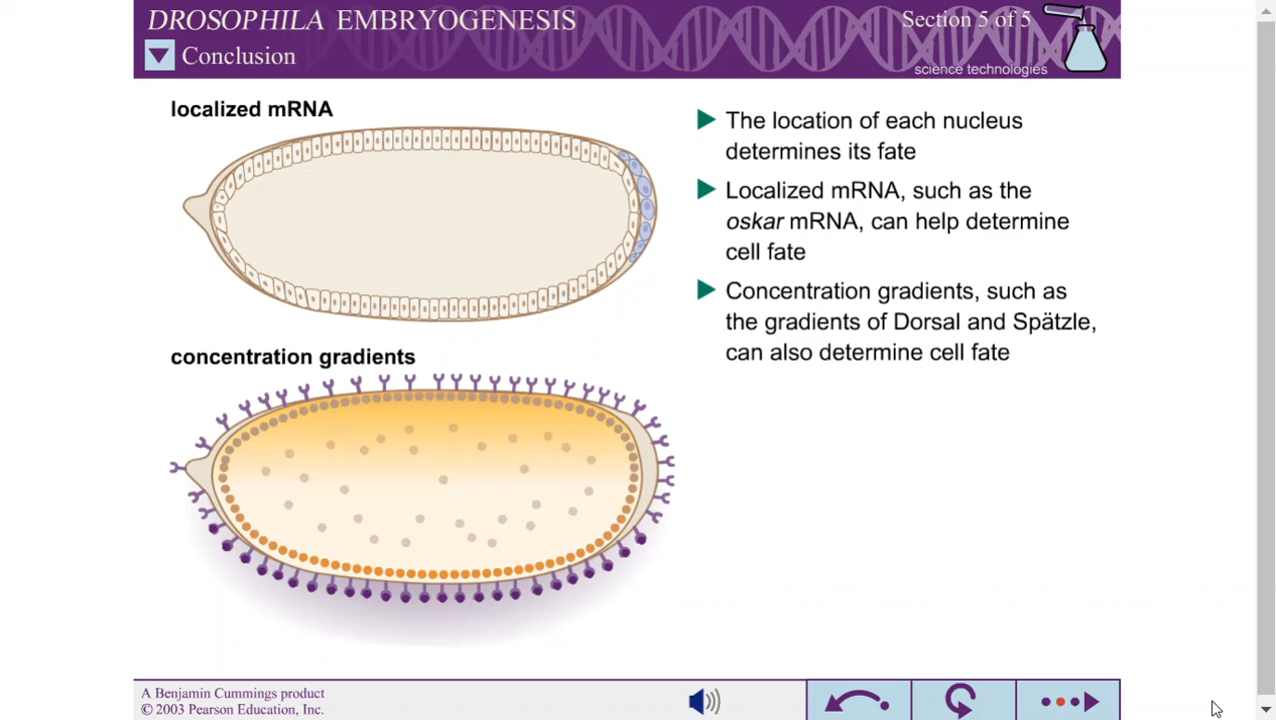 DROSOPHILA EMBRYOGENESIS
Section 5 of 5
Conclusion
science technologies
localized mRNA
The location of each nucleus
determines its fate
Localized mRNA, such as the
oskar mRNA, can help determine
cell fate
Concentration gradients, such as
the gradients of Dorsal and Spätzle,
can also determine cell fate
concentration gradients
A Benjamin Cummings product
© 2003 Pearson Education, Inc.